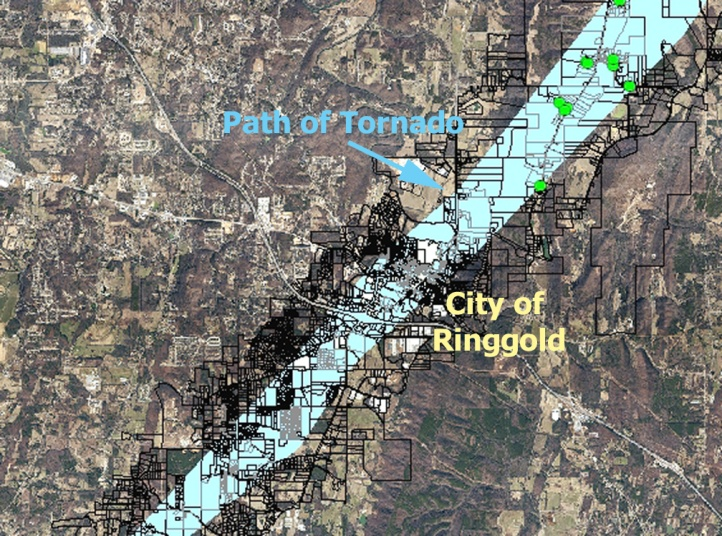 Path of Tornado
City of
Ringgold